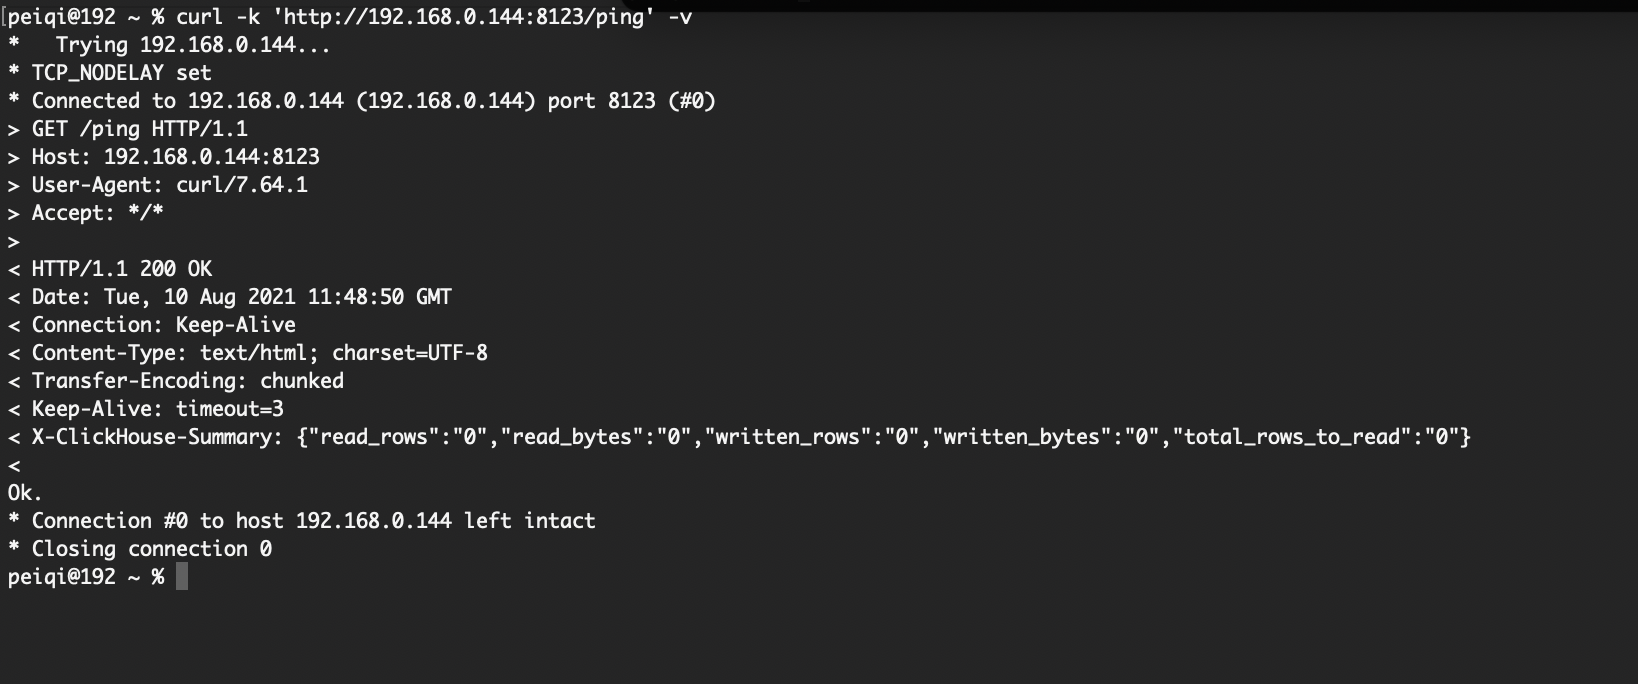 [peiqi@192 ~ % curl -k 'http://192.168.0.144:8123/ping' -v
*   Trying 192.168.0.144...
* TCP_NODELAY set
* Connected to 192.168.0.144 (192.168.0.144) port 8123 (#0)
> GET /ping HTTP/1.1
> Host: 192.168.0.144:8123
> User-Agent: curl/7.64.1
> Accept: */*
>
< HTTP/1.1 200 OK
< Date: Tue, 10 Aug 2021 11:48:50 GMT
< Connection: Keep-Alive
< Content-Type: text/html; charset=UTF-8
< Transfer-Encoding: chunked
< Keep-Alive: timeout=3
< X-ClickHouse-Summary: {"read_rows":"0","read_bytes":"0","written_rows":"0","written_bytes":"0","total_rows_to_read":"0"}
<
Ok.
* Connection #0 to host 192.168.0.144 left intact
* Closing connection 0
peiqi@192 ~ %